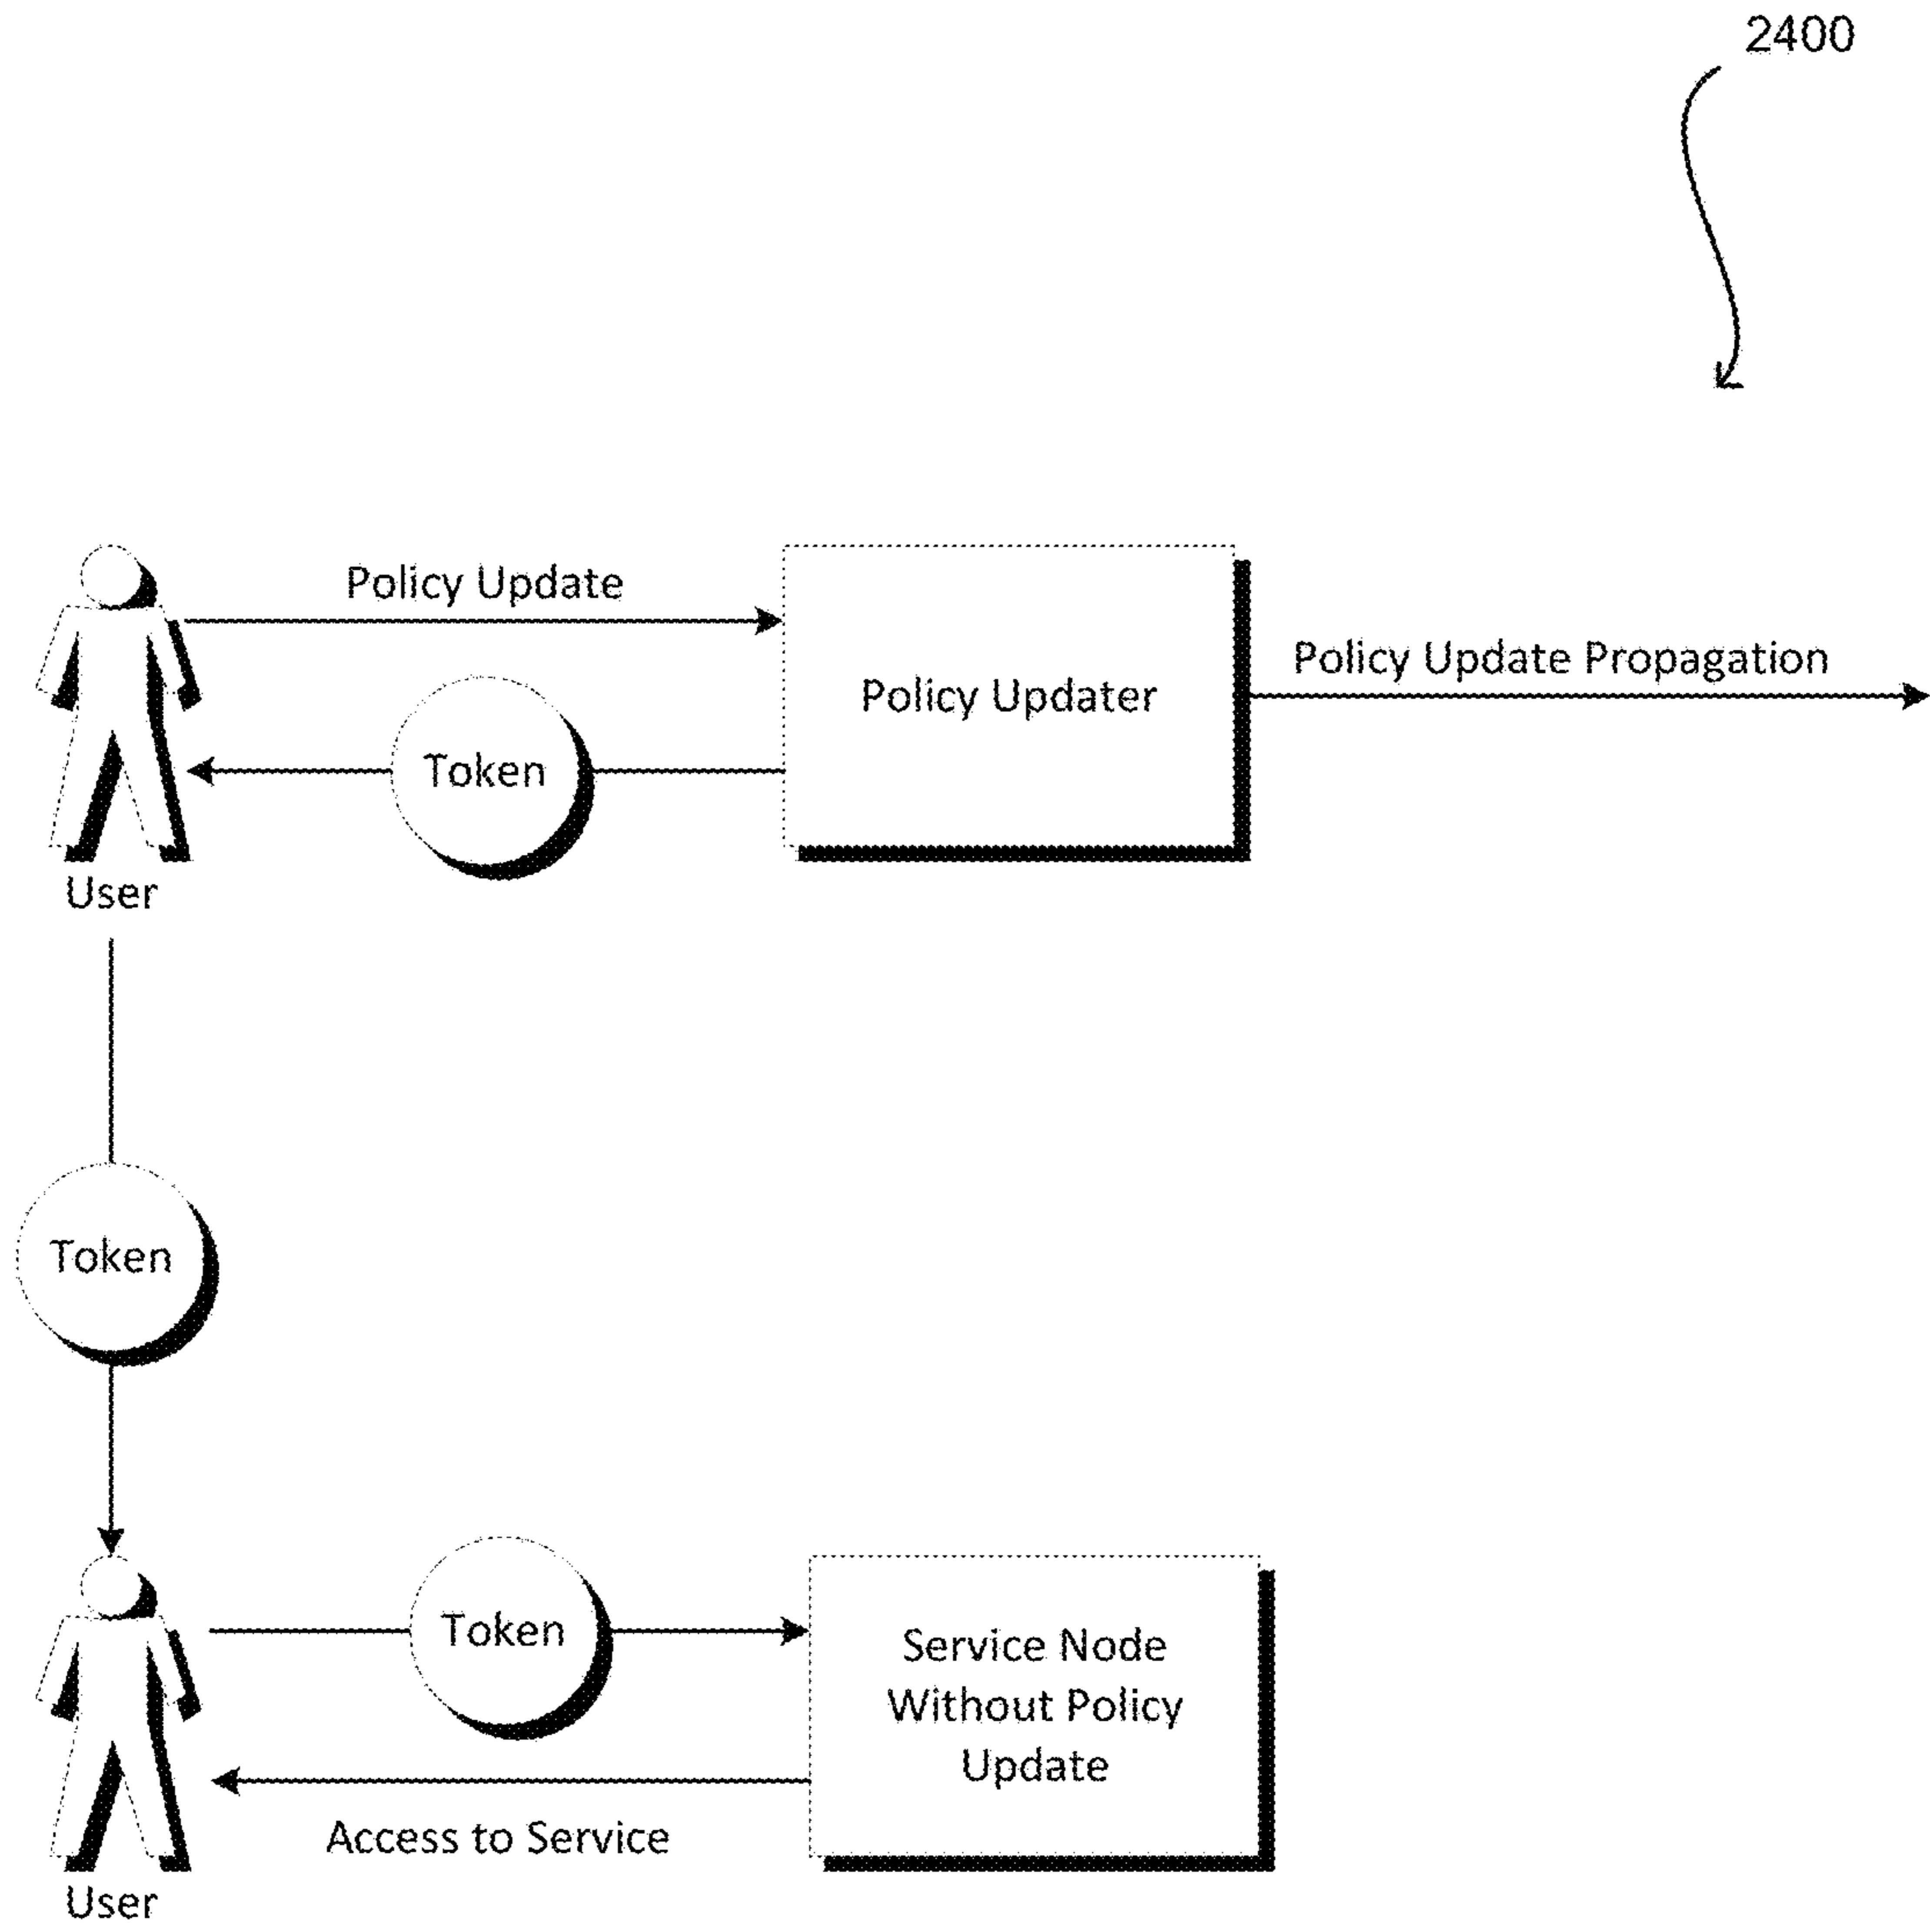 2400
Policy Update
Policy Updater
Policy Update Propagation
Token
User
Token
Token
Service Node
Without Policy
Update
Access to Service
User